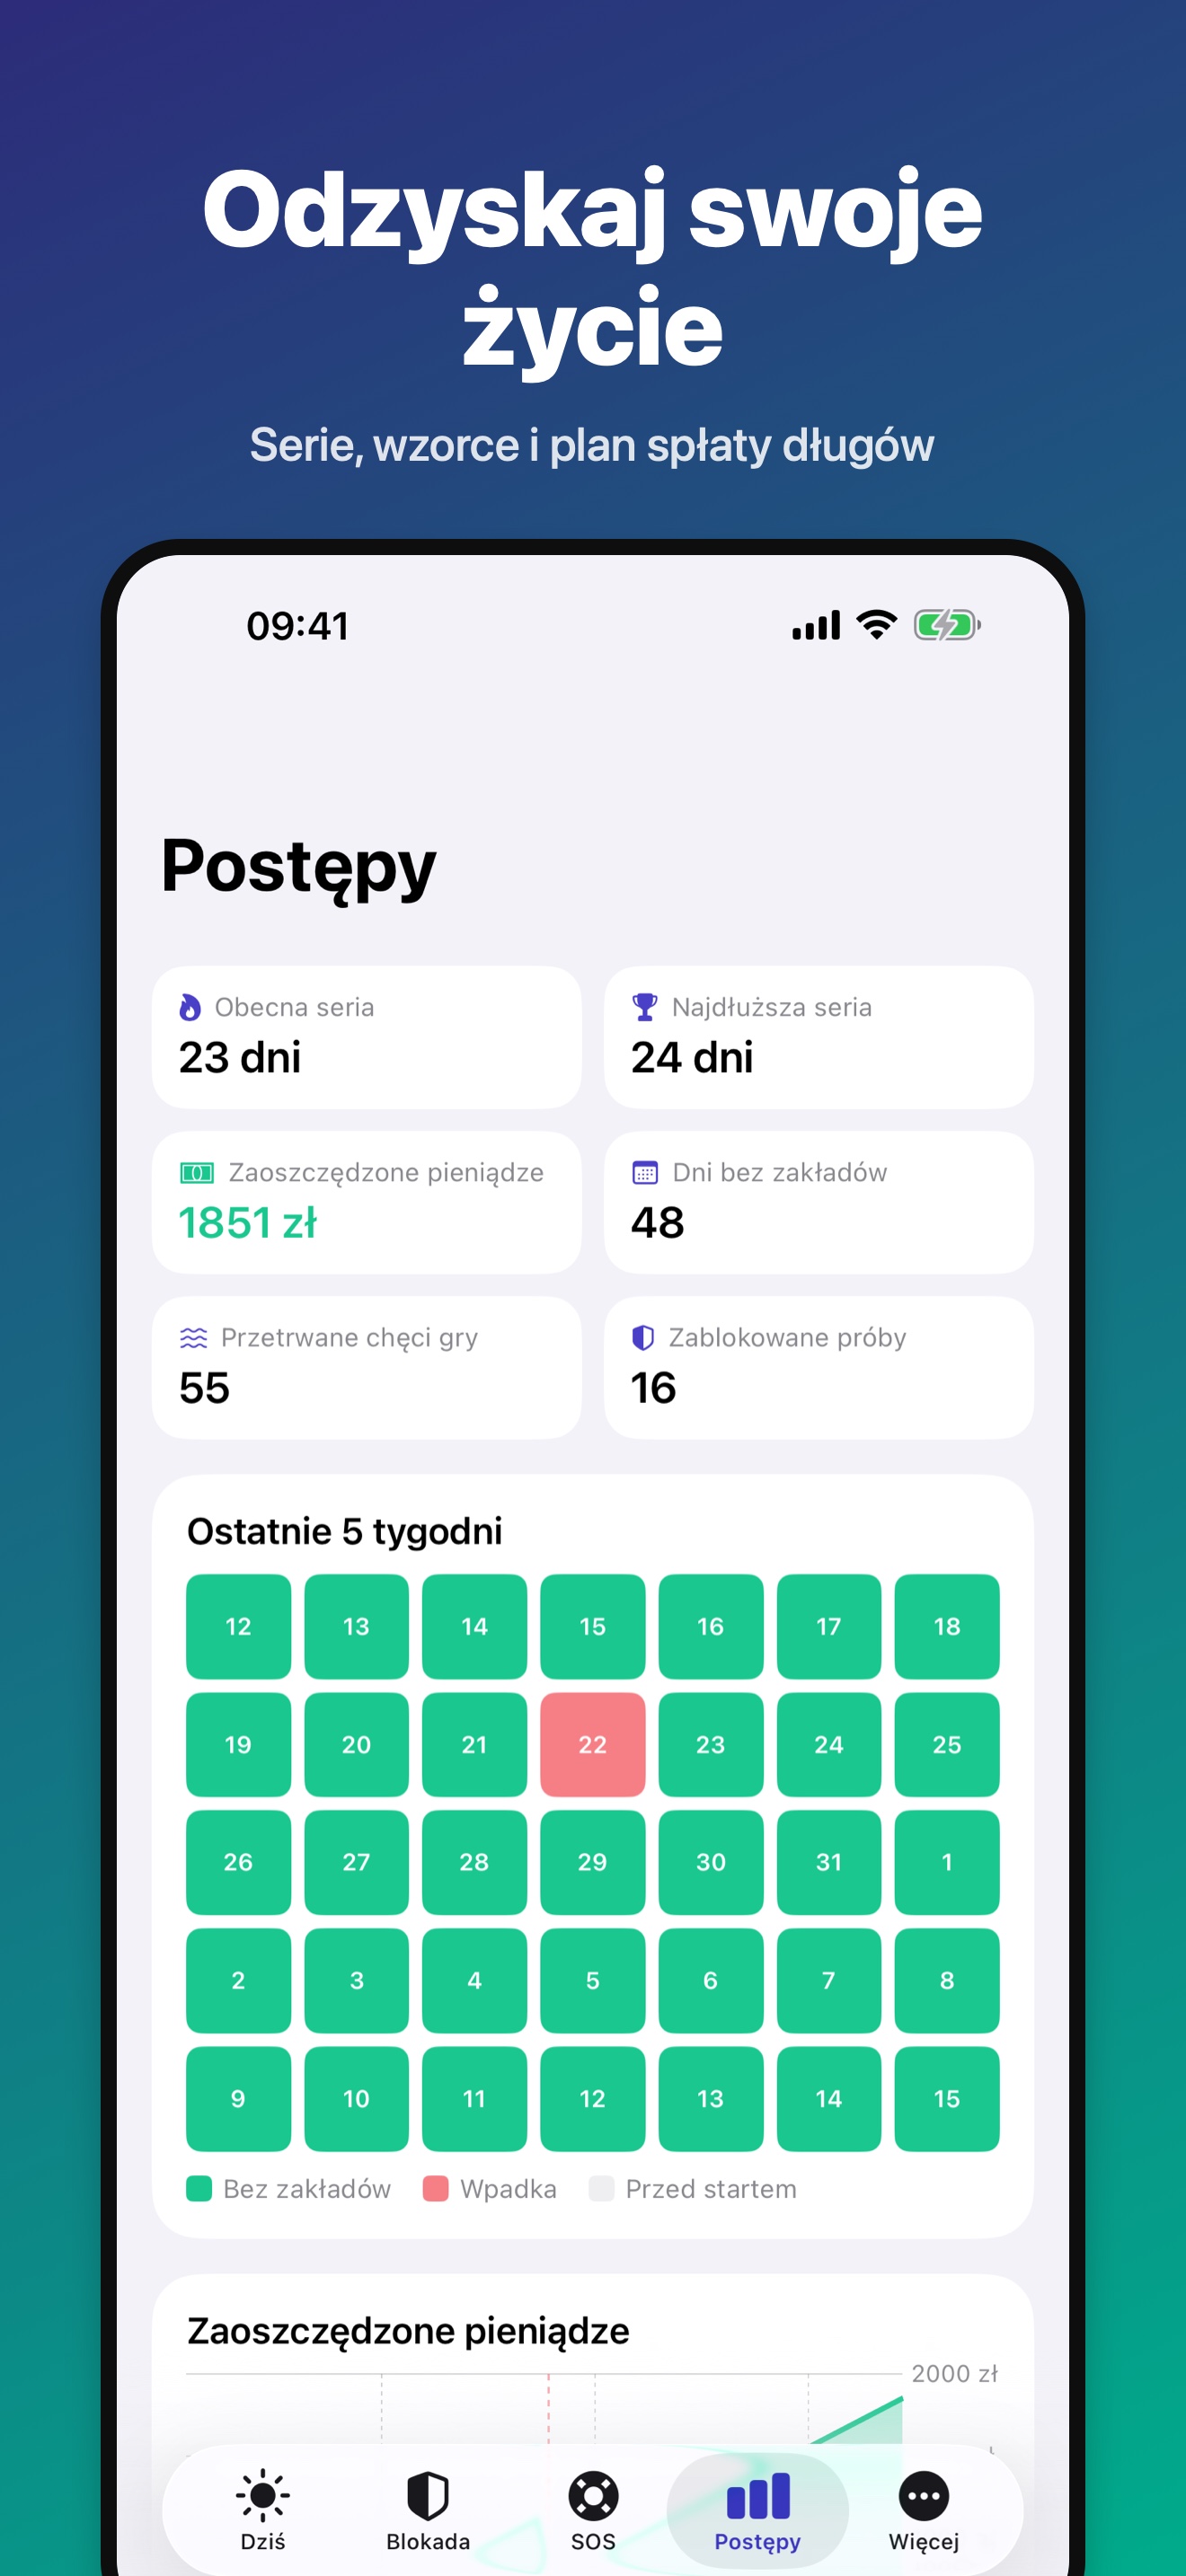 Odzyskaj swoje
życie
Serie, wzorce i plan spłaty długów
09:41
Postępy
Obecna seria
23 dni
Najdłuższa seria
24 dni
Zaoszczędzone pieniądze
1851 zł
Dni bez zakładów
48
Przetrwane chęci gry
55
Zablokowane próby
16
Ostatnie 5 tygodni
12 13 14 15 16 17 18
19 20 21 22 23 24 25
26 27 28 29 30 31 1
2 3 4 5 6 7 8
9 10 11 12 13 14 15
Bez zakładów Wpadka Przed startem
Zaoszczędzone pieniądze
2000 zł
Dziś Blokada SOS Postępy Więcej